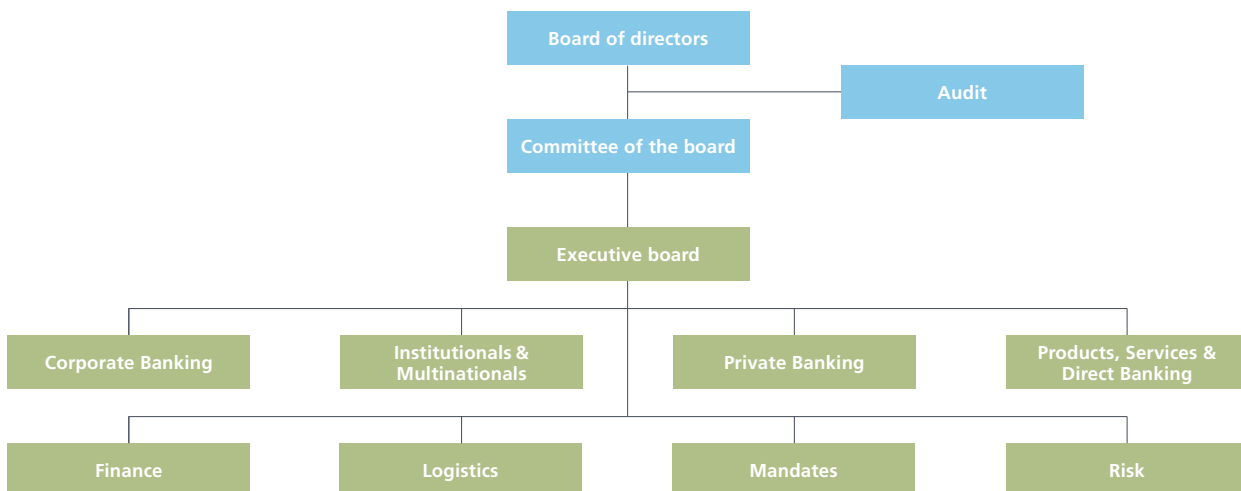 Board of directors
Audit
Committee of the board
Executive board
Corporate Banking
Institutionals &
Multinationals
Private Banking
Products, Services &
Direct Banking
Finance
Logistics
Mandates
Risk